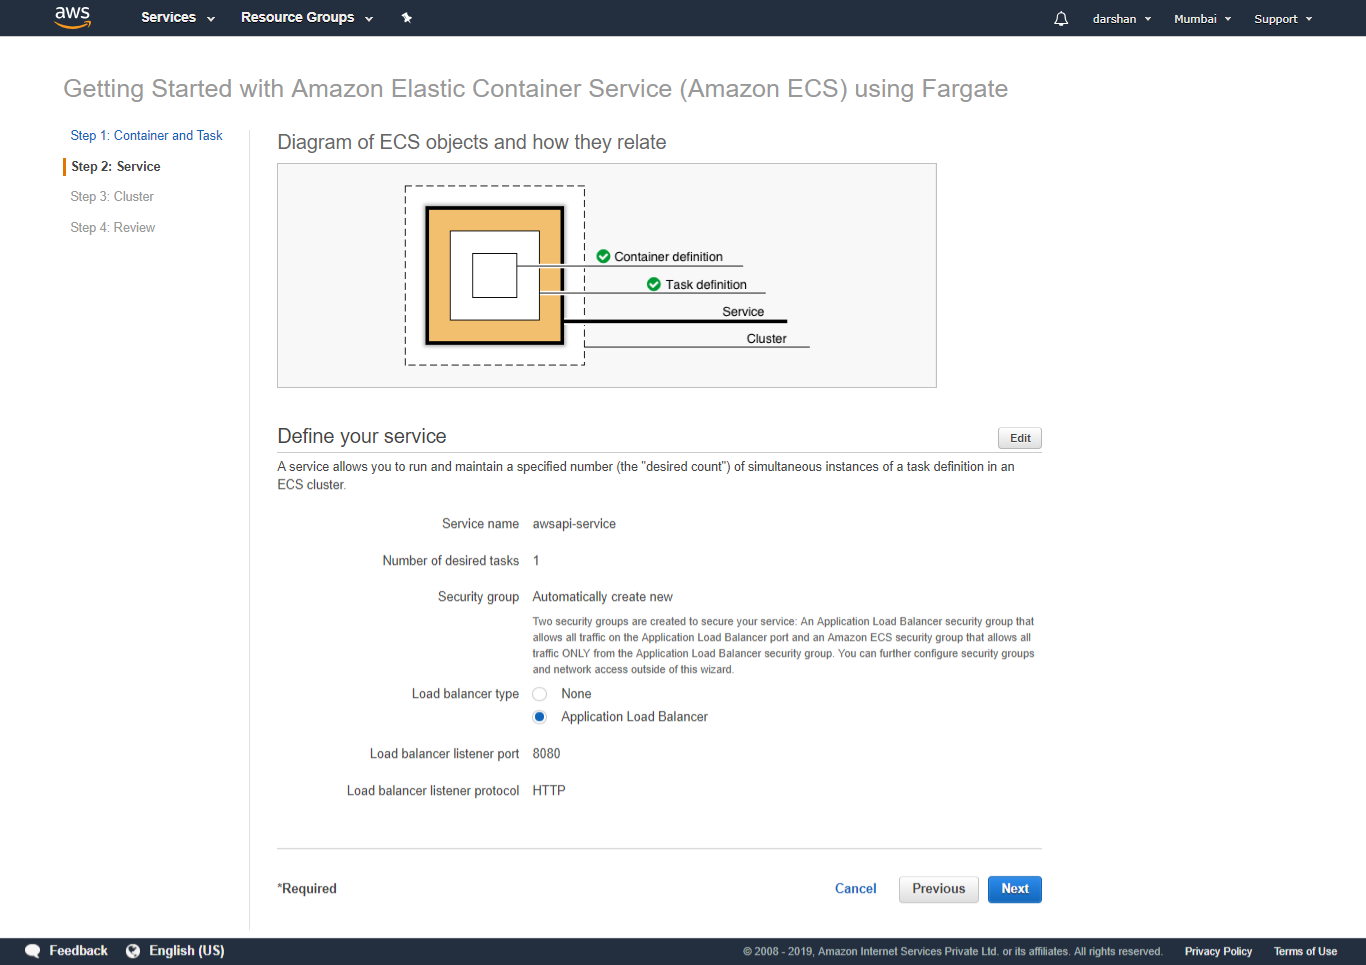 aws Services Resource Groups darshan Mumbai Support
Getting Started with Amazon Elastic Container Service (Amazon ECS) using Fargate
Step 1: Container and Task
Step 2: Service
Step 3: Cluster
Step 4: Review
Diagram of ECS objects and how they relate
Container definition
Task definition
Service
Cluster
Define your service Edit
A service allows you to run and maintain a specified number (the "desired count") of simultaneous instances of a task definition in an
ECS cluster.
Service name awsapi-service
Number of desired tasks 1
Security group Automatically create new
Two security groups are created to secure your service: An Application Load Balancer security group that
allows all traffic on the Application Load Balancer port and an Amazon ECS security group that allows all
traffic ONLY from the Application Load Balancer security group. You can further configure security groups
and network access outside of this wizard.
Load balancer type None
Application Load Balancer
Load balancer listener port 8080
Load balancer listener protocol HTTP
*Required Cancel Previous Next
Feedback English (US) © 2008 - 2019, Amazon Internet Services Private Ltd. or its affiliates. All rights reserved. Privacy Policy Terms of Use